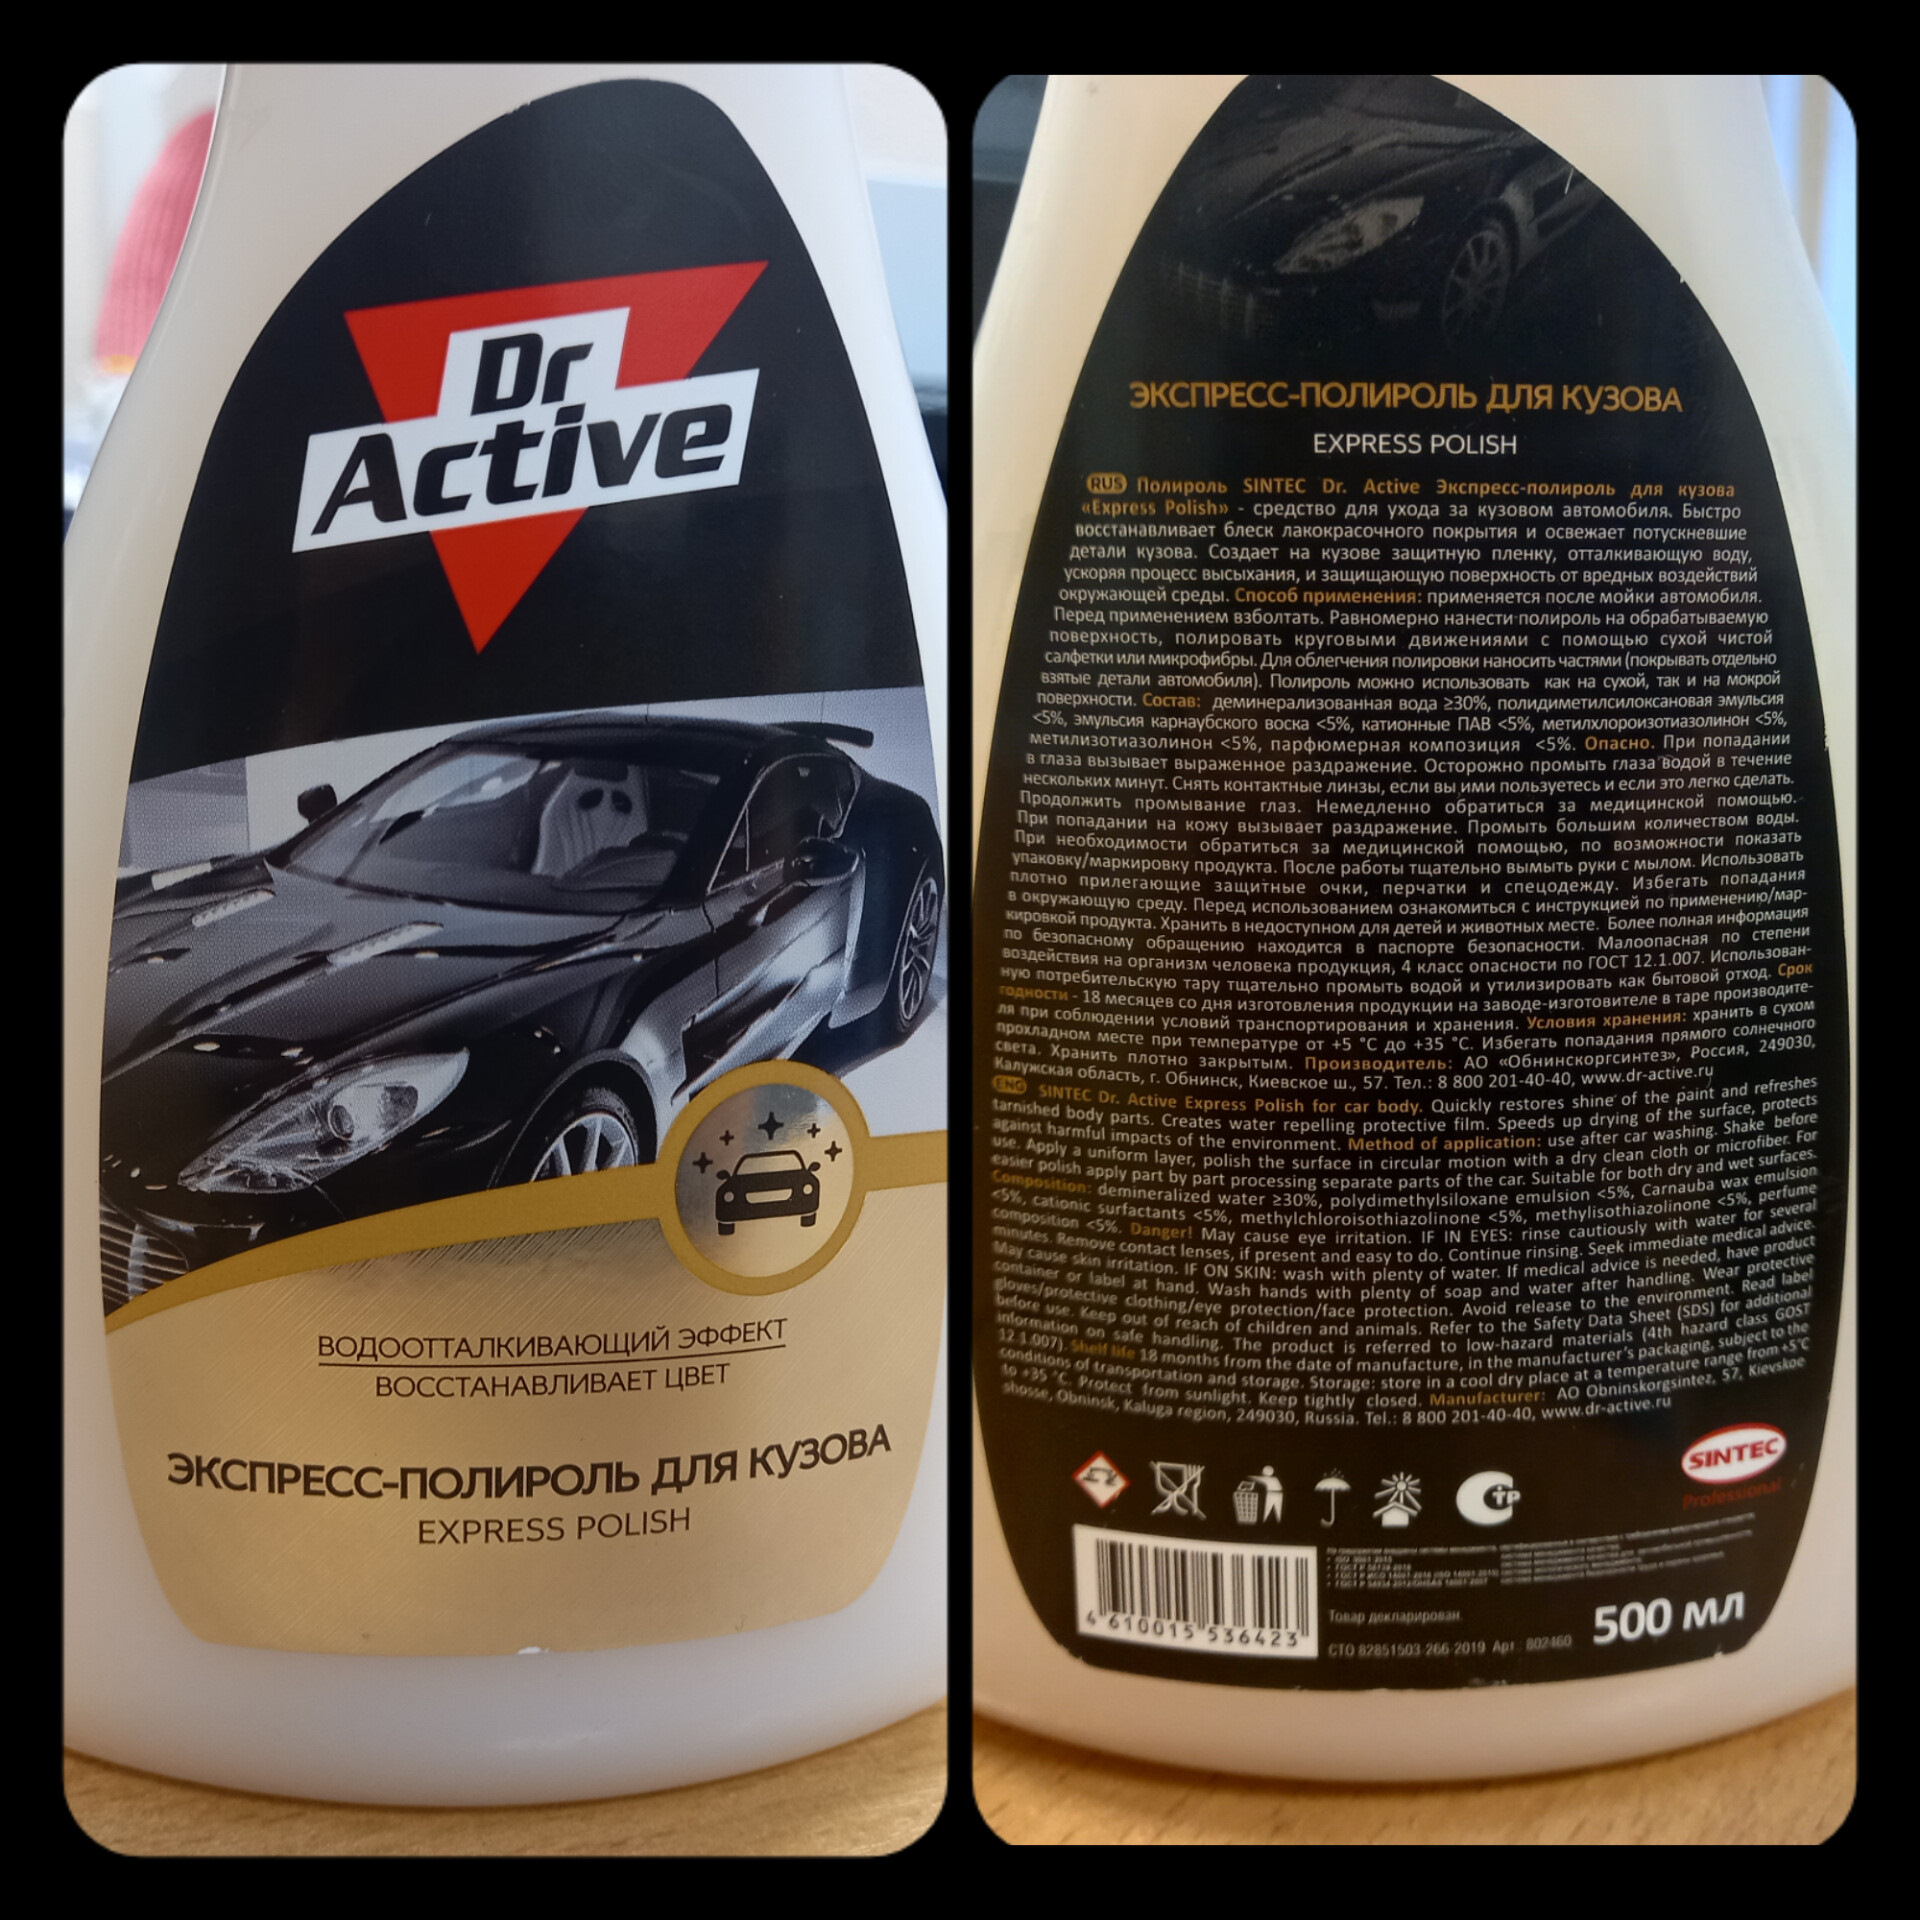 Dr
Active
ВОДООТТАЛКИВАЮЩИЙ ЭФФЕКТ
ВОССТАНАВЛИВАЕТ ЦВЕТ
ЭКСПРЕСС-ПОЛИРОЛЬ ДЛЯ КУЗОВА
EXPRESS POLISH
ЭКСПРЕСС-ПОЛИРОЛЬ ДЛЯ КУЗОВА
EXPRESS POLISH
RUS Полироль SINTEC Dr. Active Экспресс-полироль для кузова
«Express Polish» - средство для ухода за кузовом автомобиля. Быстро
восстанавливает блеск лакокрасочного покрытия и освежает потускневшие
детали кузова. Создает на кузове защитную пленку, отталкивающую воду,
ускоряя процесс высыхания, и защищающую поверхность от вредных воздействий
окружающей среды. Способ применения: применяется после мойки автомобиля.
Перед применением взболтать. Равномерно нанести полироль на обрабатываемую
поверхность, полировать круговыми движениями с помощью сухой чистой
салфетки или микрофибры. Для облегчения полировки наносить частями (покрывать отдельно
взятые детали автомобиля). Полироль можно использовать как на сухой, так и на мокрой
поверхности. Состав: деминерализованная вода ≥30%, полидиметилсилоксановая эмульсия
<5%, эмульсия карнаубского воска <5%, катионные ПАВ <5%, метилхлороизотиазолинон <5%,
метилизотиазолинон <5%, парфюмерная композиция <5%. Опасно. При попадании
в глаза вызывает выраженное раздражение. Осторожно промыть глаза водой в течение
нескольких минут. Снять контактные линзы, если вы ими пользуетесь и если это легко сделать.
Продолжить промывание глаз. Немедленно обратиться за медицинской помощью.
При попадании на кожу вызывает раздражение. Промыть большим количеством воды.
При необходимости обратиться за медицинской помощью, по возможности показать
упаковку/маркировку продукта. После работы тщательно вымыть руки с мылом. Использовать
плотно прилегающие защитные очки, перчатки и спецодежду. Избегать попадания
в окружающую среду. Перед использованием ознакомиться с инструкцией по применению/мар-
кировкой продукта. Хранить в недоступном для детей и животных месте. Более полная информация
по безопасному обращению находится в паспорте безопасности. Малоопасная по степени
воздействия на организм человека продукция, 4 класс опасности по ГОСТ 12.1.007. Использован-
ную потребительскую тару тщательно промыть водой и утилизировать как бытовой отход. Срок
годности - 18 месяцев со дня изготовления продукции на заводе-изготовителе в таре производите-
ля при соблюдении условий транспортирования и хранения. Условия хранения: хранить в сухом
прохладном месте при температуре от +5 °С до +35 °С. Избегать попадания прямого солнечного
света. Хранить плотно закрытым. Производитель: АО «Обнинскоргсинтез», Россия, 249030,
Калужская область, г. Обнинск, Киевское ш., 57. Тел.: 8 800 201-40-40, www.dr-active.ru
ENG SINTEC Dr. Active Express Polish for car body. Quickly restores shine of the paint and refreshes
tarnished body parts. Creates water repelling protective film. Speeds up drying of the surface, protects
against harmful impacts of the environment. Method of application: use after car washing. Shake before
use. Apply a uniform layer, polish the surface in circular motion with a dry clean cloth or microfiber. For
easier polish apply part by part processing separate parts of the car. Suitable for both dry and wet surfaces.
Composition: demineralized water ≥30%, polydimethylsiloxane emulsion <5%, Carnauba wax emulsion
<5%, cationic surfactants <5%, methylchloroisothiazolinone <5%, methylisothiazolinone <5%, perfume
composition <5%. Danger! May cause eye irritation. IF IN EYES: rinse cautiously with water for several
minutes. Remove contact lenses, if present and easy to do. Continue rinsing. Seek immediate medical advice.
May cause skin irritation. IF ON SKIN: wash with plenty of water. If medical advice is needed, have product
container or label at hand. Wash hands with plenty of soap and water after handling. Wear protective
gloves/protective clothing/eye protection/face protection. Avoid release to the environment. Read label
before use. Keep out of reach of children and animals. Refer to the Safety Data Sheet (SDS) for additional
information on safe handling. The product is referred to low-hazard materials (4th hazard class GOST
12.1.007). Shelf life 18 months from the date of manufacture, in the manufacturer's packaging, subject to the
conditions of transportation and storage. Storage: store in a cool dry place at a temperature range from +5°C
to +35 °C. Protect from sunlight. Keep tightly closed. Manufacturer: AO Obninskorgsintez, 57, Kievskoe
shosse, Obninsk, Kaluga region, 249030, Russia. Tel.: 8 800 201-40-40, www.dr-active.ru
SINTEC
Professional
СТР
4 610015 536423
Товар декларирован.
СТО 82851503-266-2019 Арт.: 802460
500 мл